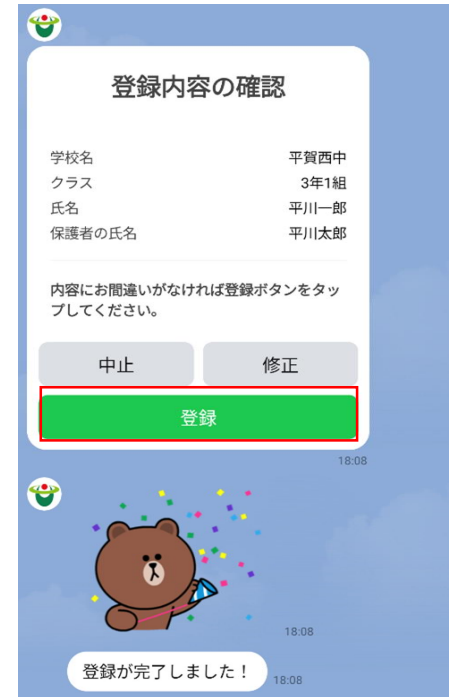 登録内容の確認
学校名 平賀西中
クラス 3年1組
氏名 平川一郎
保護者の氏名 平川太郎
内容にお間違いがなければ登録ボタンをタッ
プしてください。
中止 修正
登録
18:08
18:08
登録が完了しました！ 18:08